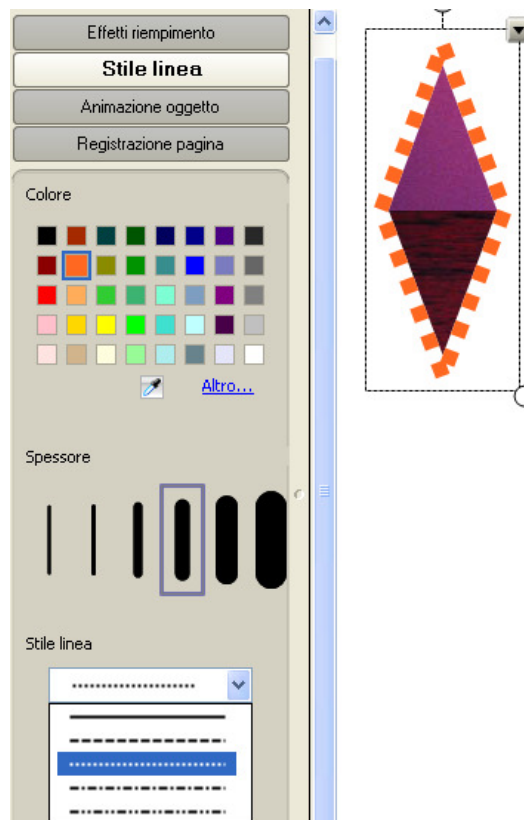 Effetti riempimento
Stile linea
Animazione oggetto
Registrazione pagina
Colore
Altro...
Spessore
Stile linea